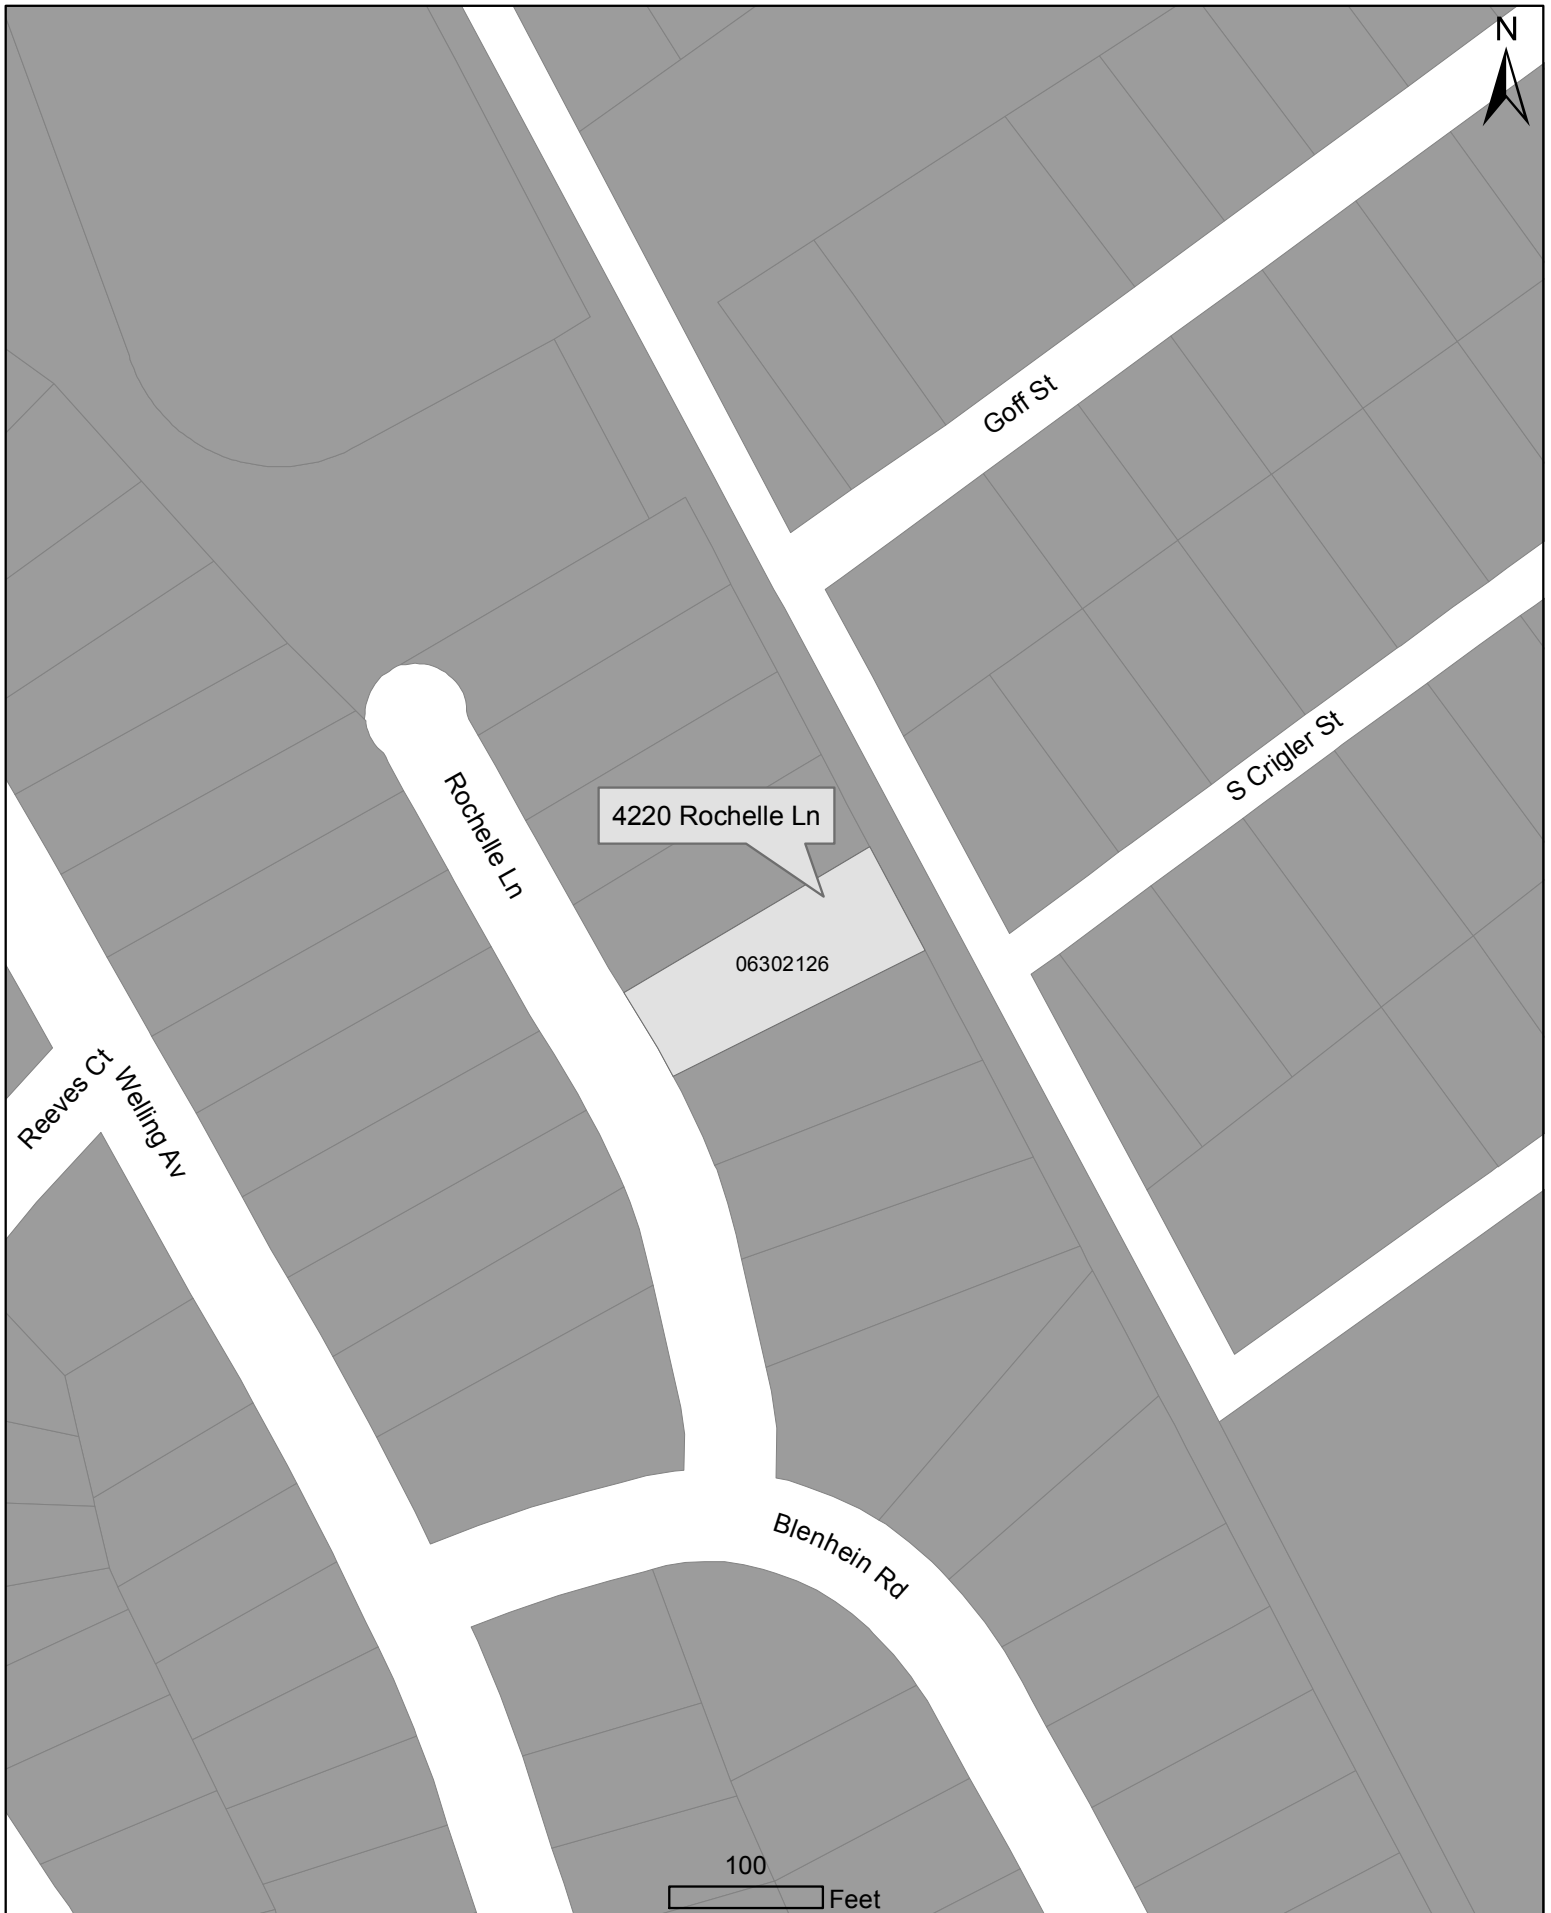 N
Goff St
S Crigler St
Rochelle Ln
4220 Rochelle Ln
06302126
Reeves Ct
Welling Av
Blenhein Rd
100
Feet